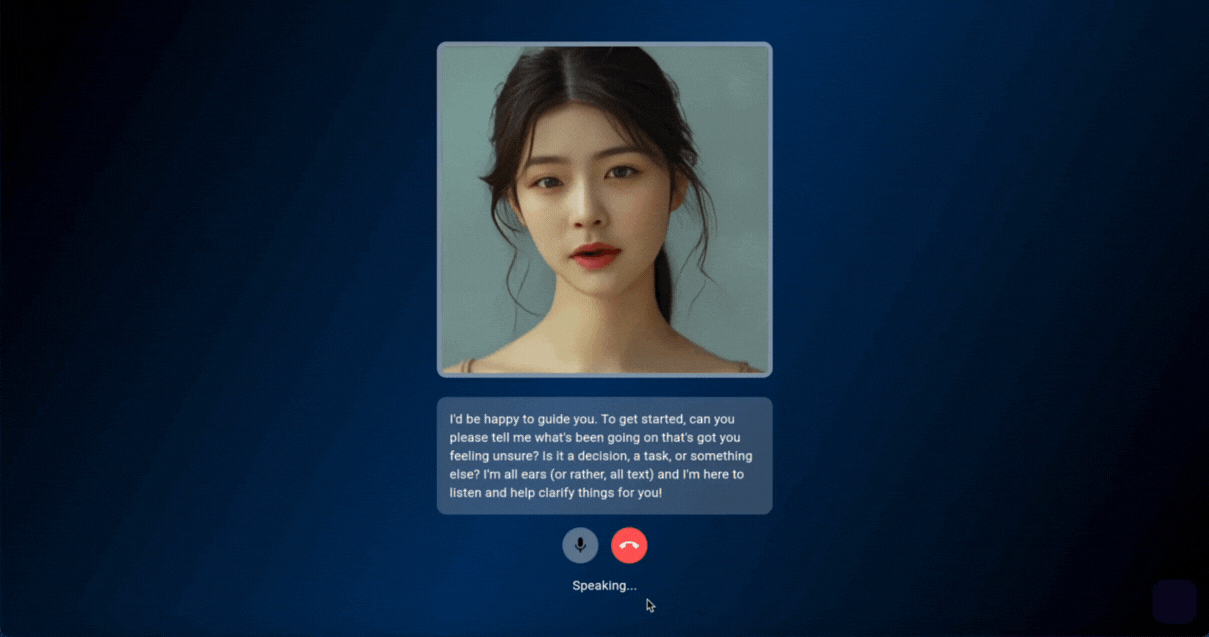 I'd be happy to guide you. To get started, can you
please tell me what's been going on that's got you
feeling unsure? Is it a decision, a task, or something
else? I'm all ears (or rather, all text) and I'm here to
listen and help clarify things for you!
Speaking...